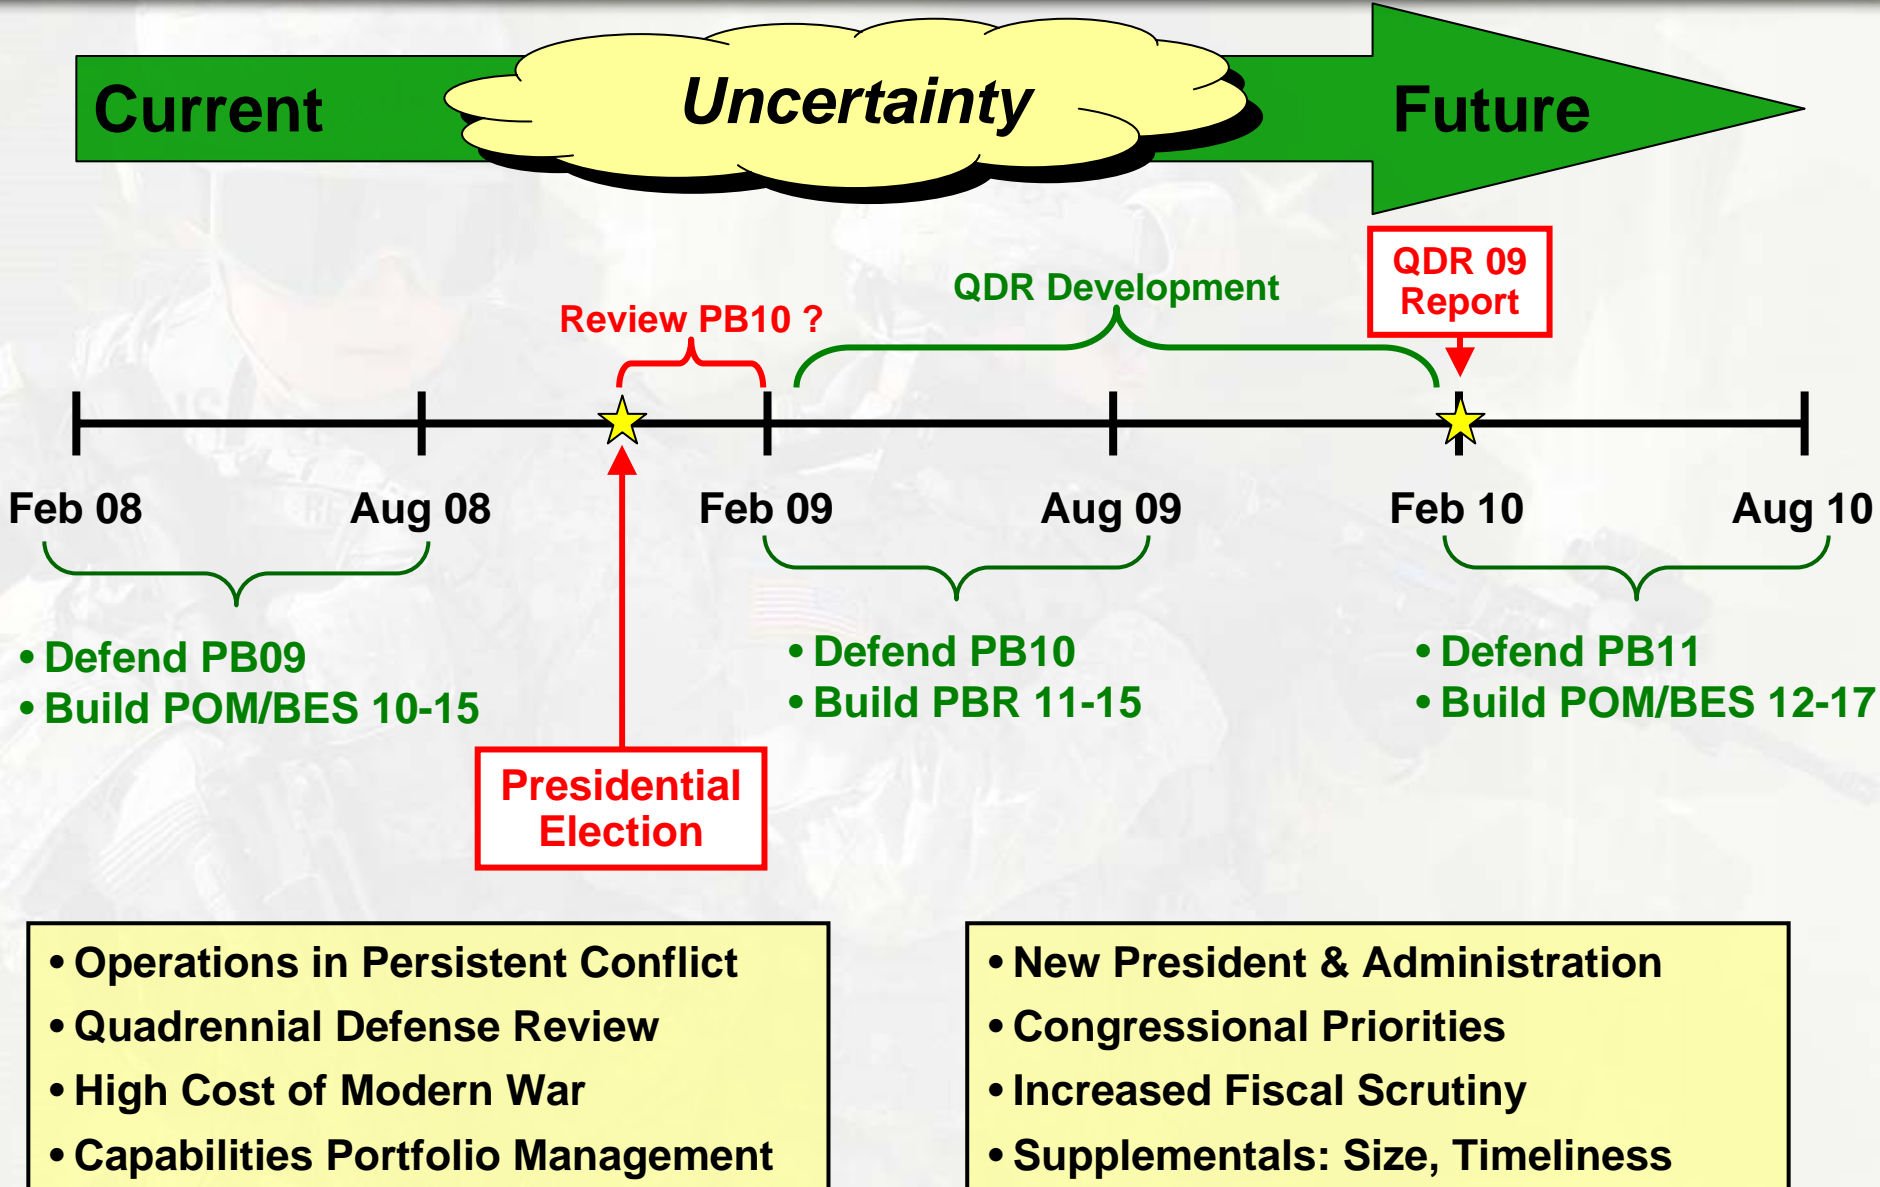 Current
Uncertainty
Future
QDR 09
Report
QDR Development
Review PB10 ?
Feb 08
Aug 08
Feb 09
Aug 09
Feb 10
Aug 10
• Defend PB09
• Build POM/BES 10-15
• Defend PB10
• Build PBR 11-15
• Defend PB11
• Build POM/BES 12-17
Presidential
Election
• Operations in Persistent Conflict
• Quadrennial Defense Review
• High Cost of Modern War
• Capabilities Portfolio Management
• New President & Administration
• Congressional Priorities
• Increased Fiscal Scrutiny
• Supplementals: Size, Timeliness